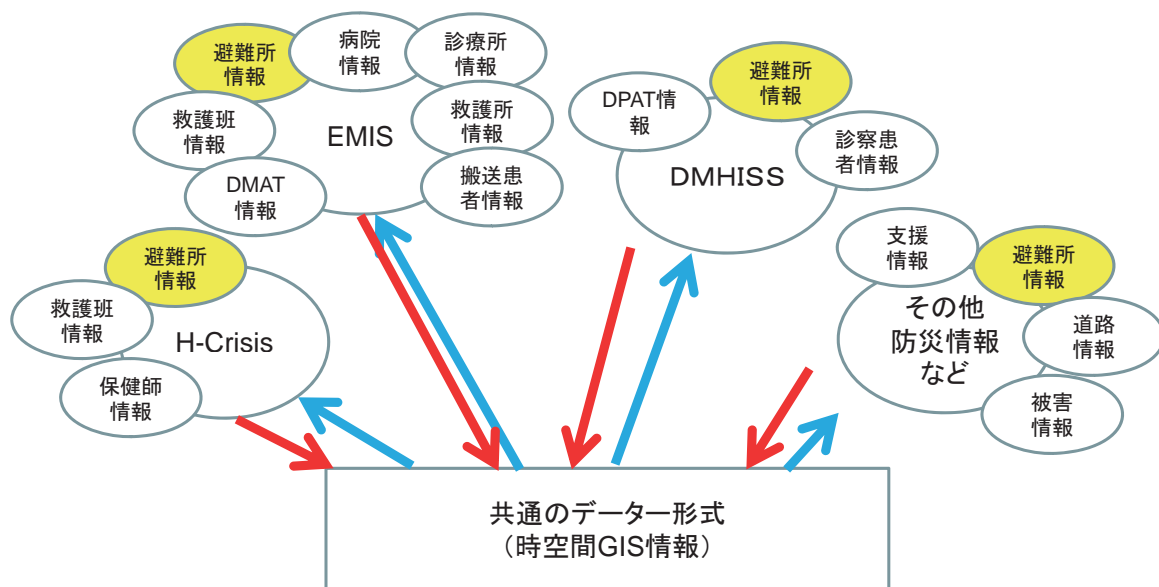 避難所
情報
病院
情報
診療所
情報
救護班
情報
EMIS
救護所
情報
DMAT
情報
搬送患
者情報
DPAT情
報
避難所
情報
診察患
者情報
DMHISS
避難所
情報
救護班
情報
H-Crisis
保健師
情報
支援
情報
避難所
情報
その他
防災情報
など
道路
情報
被害
情報
共通のデーター形式
（時空間GIS情報）